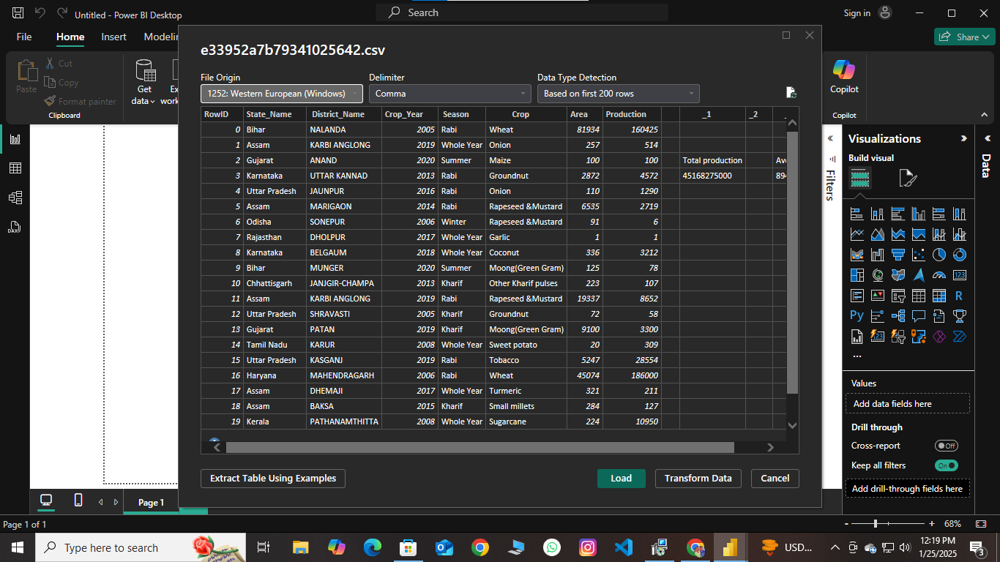 Untitled - Power BI Desktop
Search
Sign in
File
Home
Insert
Modelin
Share
Paste
Cut
Copy
Format painter
Clipboard
Get
data
Ex
work
Copilot
Copilot
e33952a7b79341025642.csv
File Origin
Delimiter
Data Type Detection
1252: Western European (Windows)
Comma
Based on first 200 rows
RowID State_Name District_Name Crop_Year Season Crop Area Production _1 _2 _
0 Bihar NALANDA 2005 Rabi Wheat 81934 160425
1 Assam KARBI ANGLONG 2019 Whole Year Onion 257 514
2 Gujarat ANAND 2020 Summer Maize 100 100 Total production Ave
3 Karnataka UTTAR KANNAD 2013 Rabi Groundnut 2872 4572 45168275000 894
4 Uttar Pradesh JAUNPUR 2016 Rabi Onion 110 1290
5 Assam MARIGAON 2014 Rabi Rapeseed &Mustard 6535 2719
6 Odisha SONEPUR 2006 Winter Rapeseed &Mustard 91 6
7 Rajasthan DHOLPUR 2017 Whole Year Garlic 1 1
8 Karnataka BELGAUM 2018 Whole Year Coconut 336 3212
9 Bihar MUNGER 2020 Summer Moong(Green Gram) 125 78
10 Chhattisgarh JANJGIR-CHAMPA 2013 Kharif Other Kharif pulses 223 107
11 Assam KARBI ANGLONG 2019 Rabi Rapeseed &Mustard 19337 8652
12 Uttar Pradesh SHRAVASTI 2005 Kharif Groundnut 72 58
13 Gujarat PATAN 2019 Kharif Moong(Green Gram) 9100 3300
14 Tamil Nadu KARUR 2008 Whole Year Sweet potato 20 309
15 Uttar Pradesh KASGANJ 2019 Rabi Tobacco 5247 28554
16 Haryana MAHENDRAGARH 2006 Rabi Wheat 45074 186000
17 Assam DHEMAJI 2017 Whole Year Turmeric 321 211
18 Assam BAKSA 2015 Kharif Small millets 284 127
19 Kerala PATHANAMTHITTA 2008 Whole Year Sugarcane 224 10950
Extract Table Using Examples
Load
Transform Data
Cancel
Filters
Visualizations
Build visual
Data
123
R
Py
123
...
Values
Add data fields here
Drill through
Cross-report
Off
Keep all filters
On
Add drill-through fields here
DAX
Page 1
Page 1 of 1
- + 68%
Type here to search
USD...
12:19 PM
1/25/2025
3